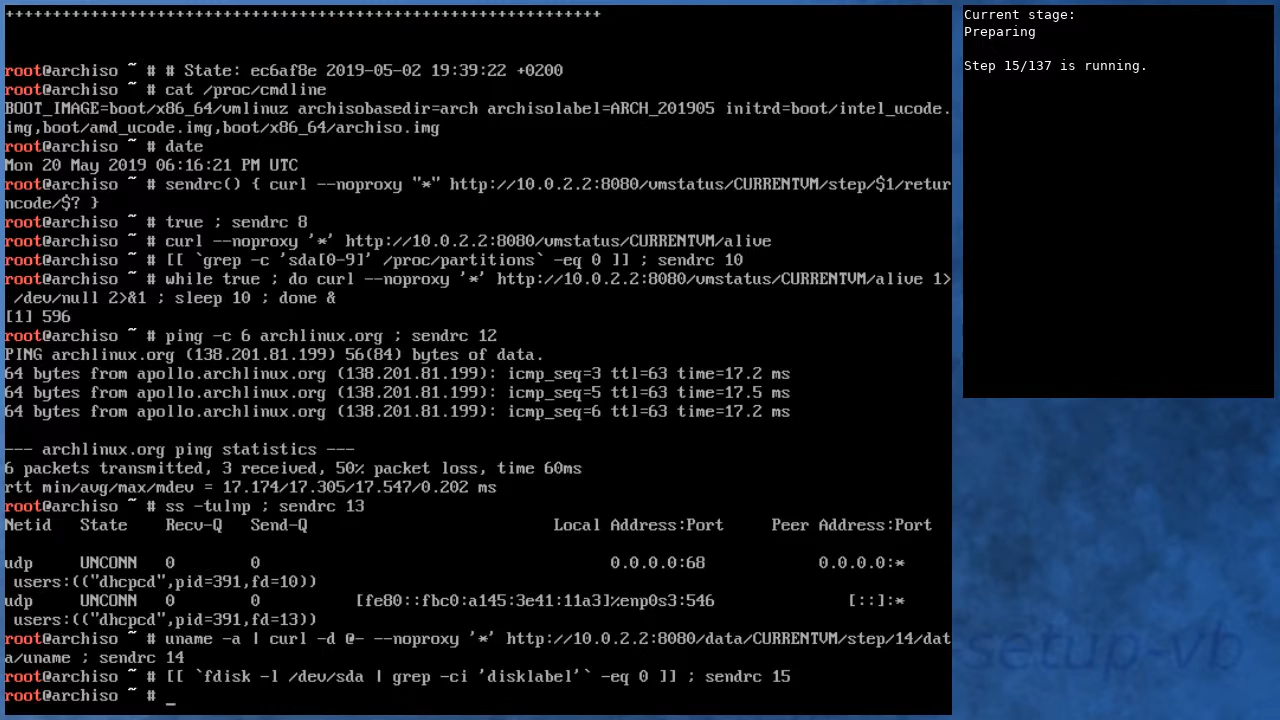 ++++++++++++++++++++++++++++++++++++++++++++++++++++++++++++++++
root@archiso ~ # # State: ec6af8e 2019-05-02 19:39:22 +0200
root@archiso ~ # cat /proc/cmdline
BOOT_IMAGE=boot/x86_64/vmlinuz archisobasedir=arch archisolabel=ARCH_201905 initrd=boot/intel_ucode.
img,boot/amd_ucode.img,boot/x86_64/archiso.img
root@archiso ~ # date
Mon 20 May 2019 06:16:21 PM UTC
root@archiso ~ # sendrc() { curl --noproxy "*" http://10.0.2.2:8080/vmstatus/CURRENTVM/step/$1/retur
ncode/$? }
root@archiso ~ # true ; sendrc 8
root@archiso ~ # curl --noproxy '*' http://10.0.2.2:8080/vmstatus/CURRENTVM/alive
root@archiso ~ # [[ `grep -c 'sda[0-9]' /proc/partitions` -eq 0 ]] ; sendrc 10
root@archiso ~ # while true ; do curl --noproxy '*' http://10.0.2.2:8080/vmstatus/CURRENTVM/alive 1>
 /dev/null 2>&1 ; sleep 10 ; done &
[1] 596
root@archiso ~ # ping -c 6 archlinux.org ; sendrc 12
PING archlinux.org (138.201.81.199) 56(84) bytes of data.
64 bytes from apollo.archlinux.org (138.201.81.199): icmp_seq=3 ttl=63 time=17.2 ms
64 bytes from apollo.archlinux.org (138.201.81.199): icmp_seq=5 ttl=63 time=17.5 ms
64 bytes from apollo.archlinux.org (138.201.81.199): icmp_seq=6 ttl=63 time=17.2 ms
--- archlinux.org ping statistics ---
6 packets transmitted, 3 received, 50% packet loss, time 60ms
rtt min/avg/max/mdev = 17.174/17.305/17.547/0.202 ms
root@archiso ~ # ss -tulnp ; sendrc 13
Netid   State    Recv-Q   Send-Q                          Local Address:Port     Peer Address:Port
udp     UNCONN   0        0                                     0.0.0.0:68            0.0.0.0:*
 users:(("dhcpcd",pid=391,fd=10))
udp     UNCONN   0        0          [fe80::fbc0:a145:3e41:11a3]%enp0s3:546              [::]:*
 users:(("dhcpcd",pid=391,fd=13))
root@archiso ~ # uname -a | curl -d @- --noproxy '*' http://10.0.2.2:8080/data/CURRENTVM/step/14/dat
a/uname ; sendrc 14
root@archiso ~ # [[ `fdisk -l /dev/sda | grep -ci 'disklabel'` -eq 0 ]] ; sendrc 15
root@archiso ~ # _
Current stage:
Preparing
Step 15/137 is running.
setup-vb